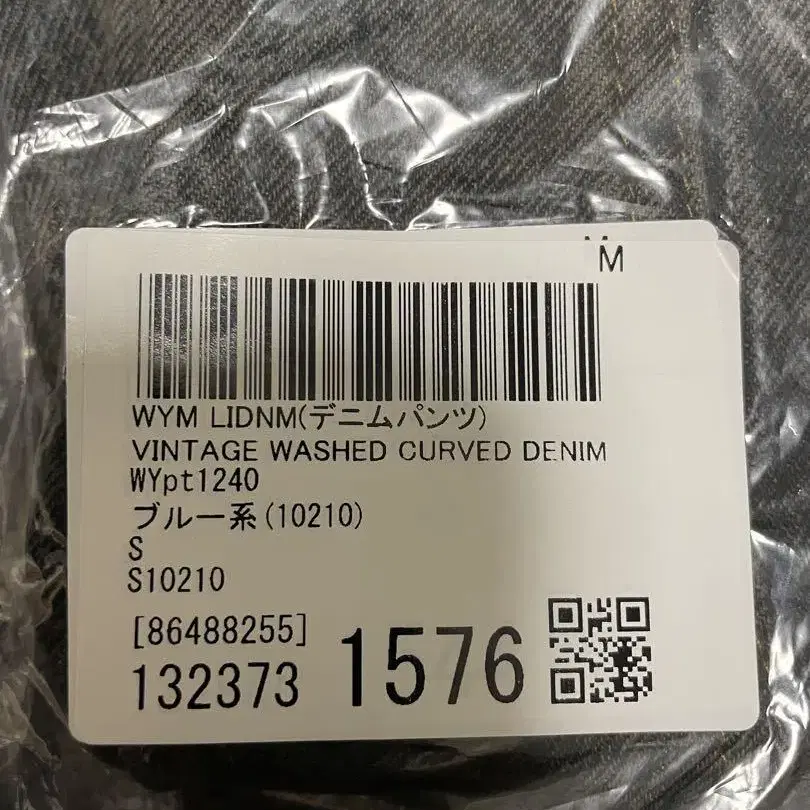 M
WYM LIDNM(デニムパンツ)
VINTAGE WASHED CURVED DENIM
WYpt1240
ブルー系(10210)
S
S10210
[86488255]
132373 1576